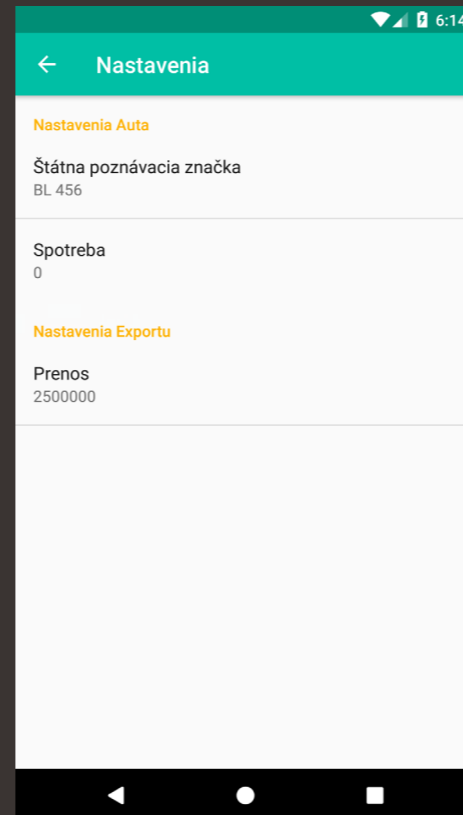 6:14
Nastavenia
Nastavenia Auta
Štátna poznávacia značka
BL 456
Spotreba
0
Nastavenia Exportu
Prenos
2500000